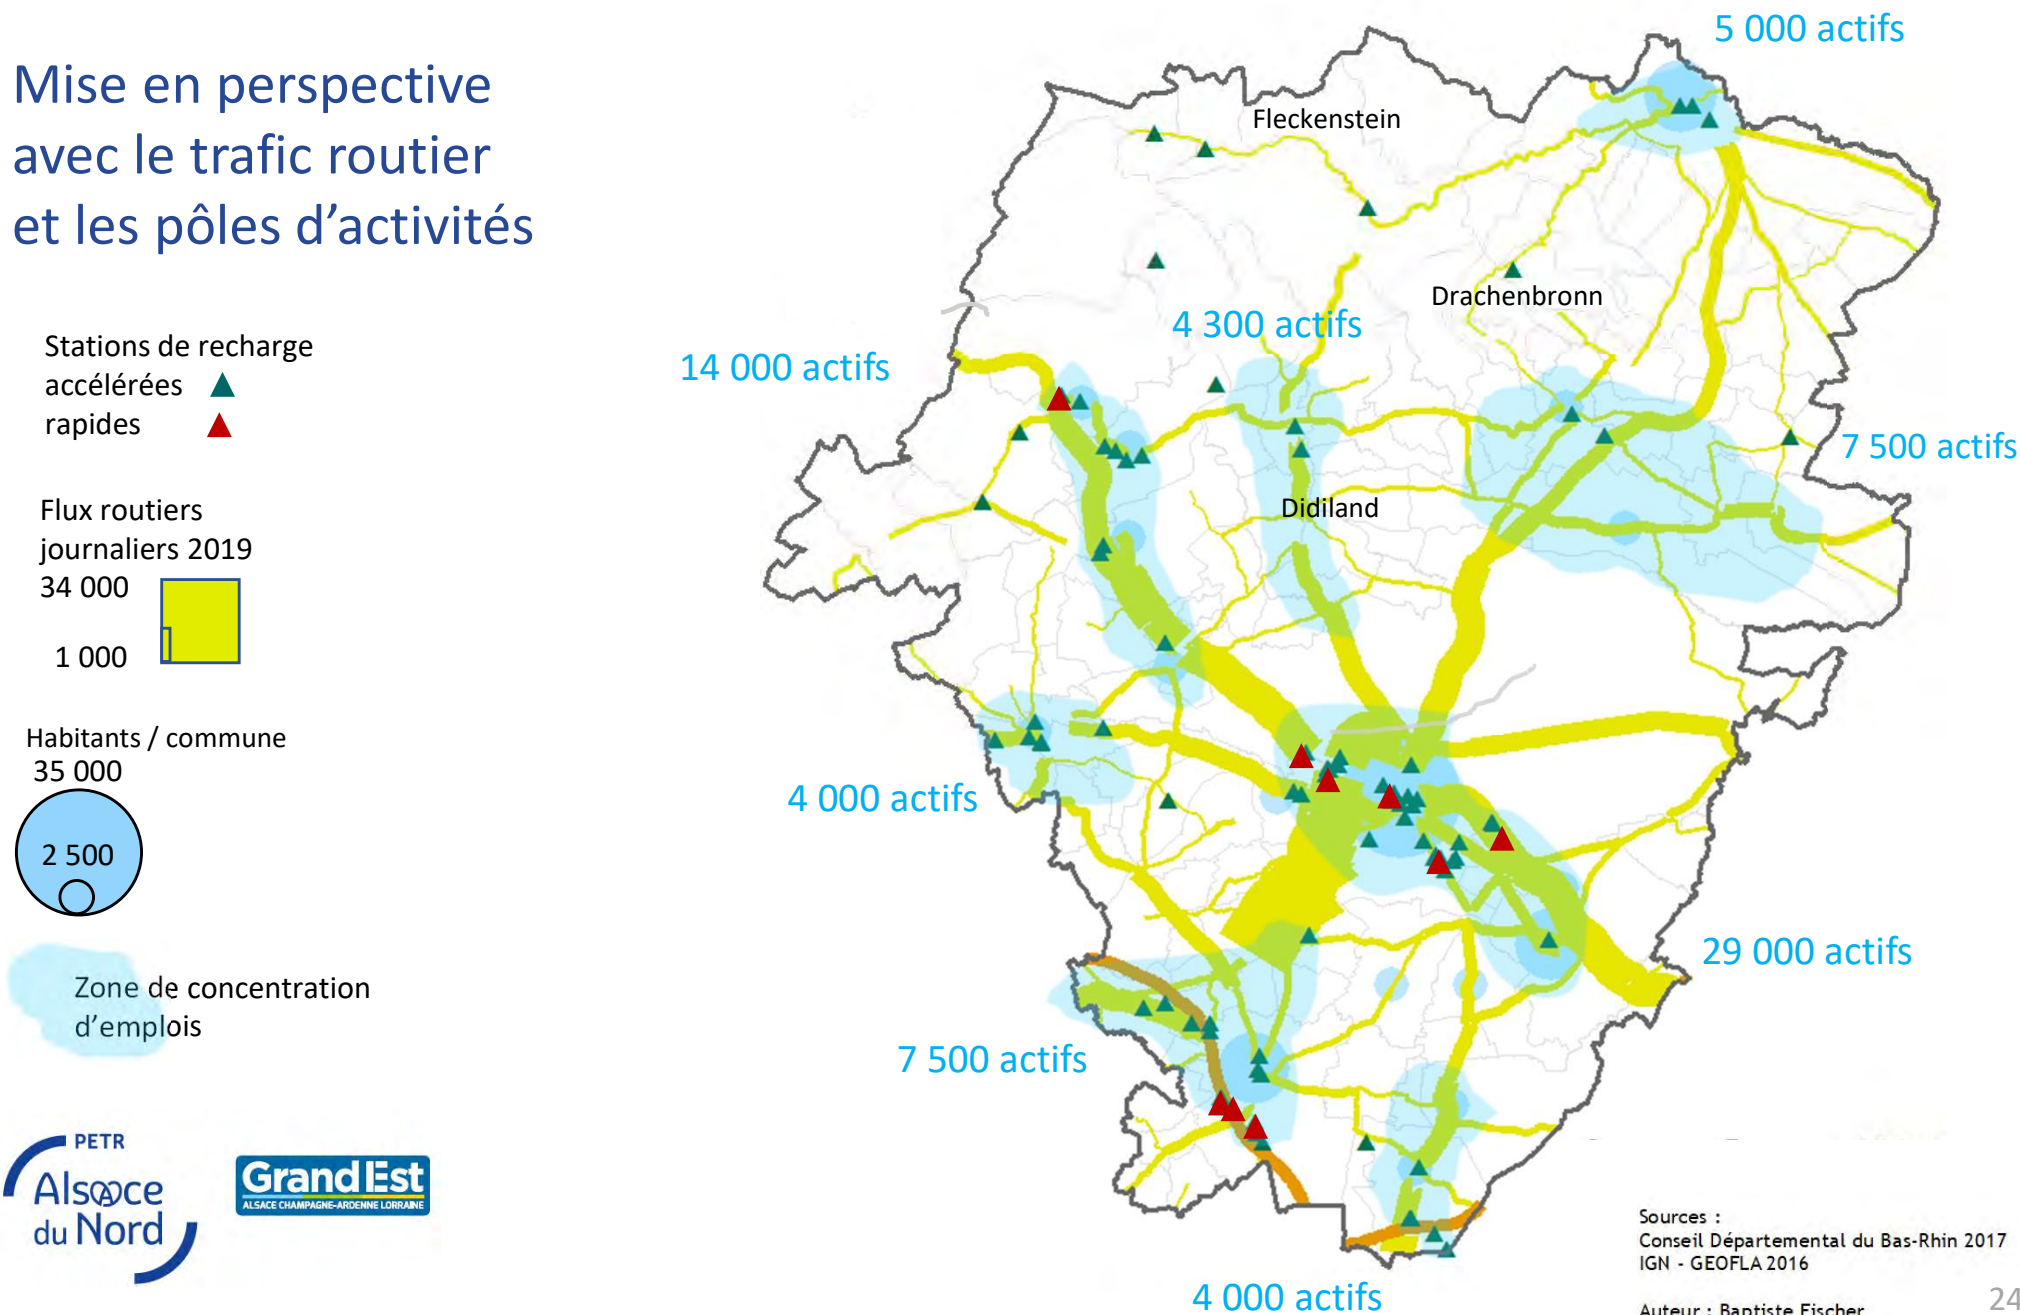 Mise en perspective
avec le trafic routier
et les pôles d'activités
Stations de recharge
accélérées
rapides
Flux routiers
journaliers 2019
34 000
1 000
Habitants / commune
35 000
2 500
Zone de concentration
d'emplois
PETR
Alsace
du Nord
Grand Est
ALSACE CHAMPAGNE-ARDENNE LORRAINE
5 000 actifs
Fleckenstein
Drachenbronn
4 300 actifs
14 000 actifs
7 500 actifs
Didiland
4 000 actifs
29 000 actifs
7 500 actifs
4 000 actifs
Sources :
Conseil Départemental du Bas-Rhin 2017
IGN - GEOFLA 2016
Auteur : Baptiste Fischer
24